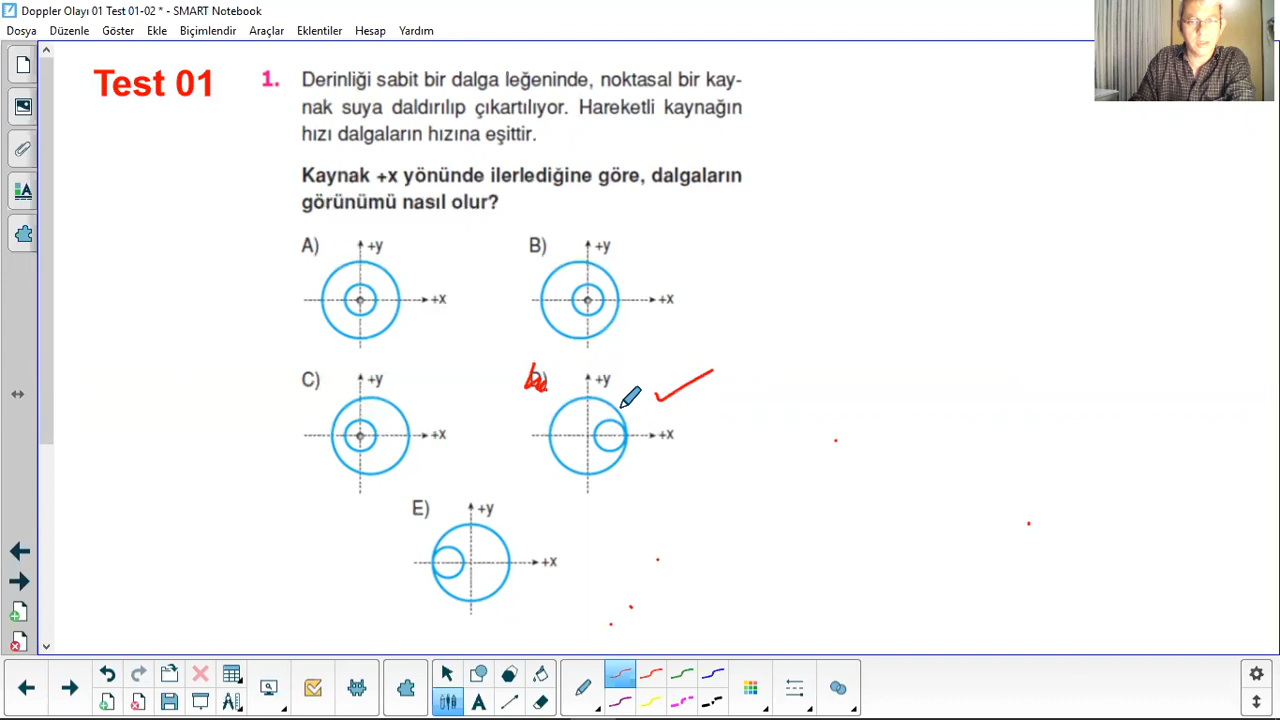 Doppler Olayı 01 Test 01-02 * - SMART Notebook
Dosya Düzenle Göster Ekle Biçimlendiri Araçlar Eklentiler Hesap Yardım
Test 01
1. Derinliği sabit bir dalga leğeninde, noktasal bir kay-
nak suya daldırılıp çıkartılıyor. Hareketli kaynağın
hızı dalgaların hızına eşittir.
Kaynak +x yönünde ilerlediğine göre, dalgaların
görünümü nasıl olur?
A) +y +x
B) +y +x
C) +y +x
D) +y +x
E) +y +x